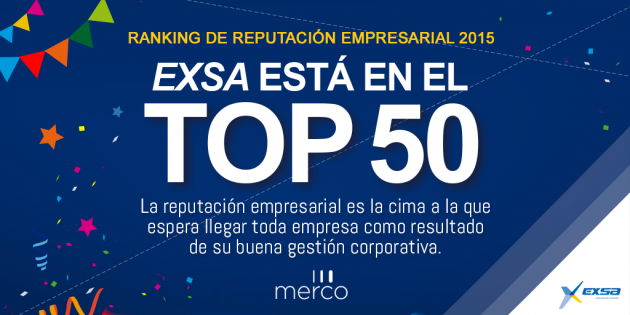 RANKING DE REPUTACIÓN EMPRESARIAL 2015
EXSA ESTÁ EN EL
TOP 50
La reputación empresarial es la cima a la que
espera llegar toda empresa como resultado
de su buena gestión corporativa.
merco
EXSA